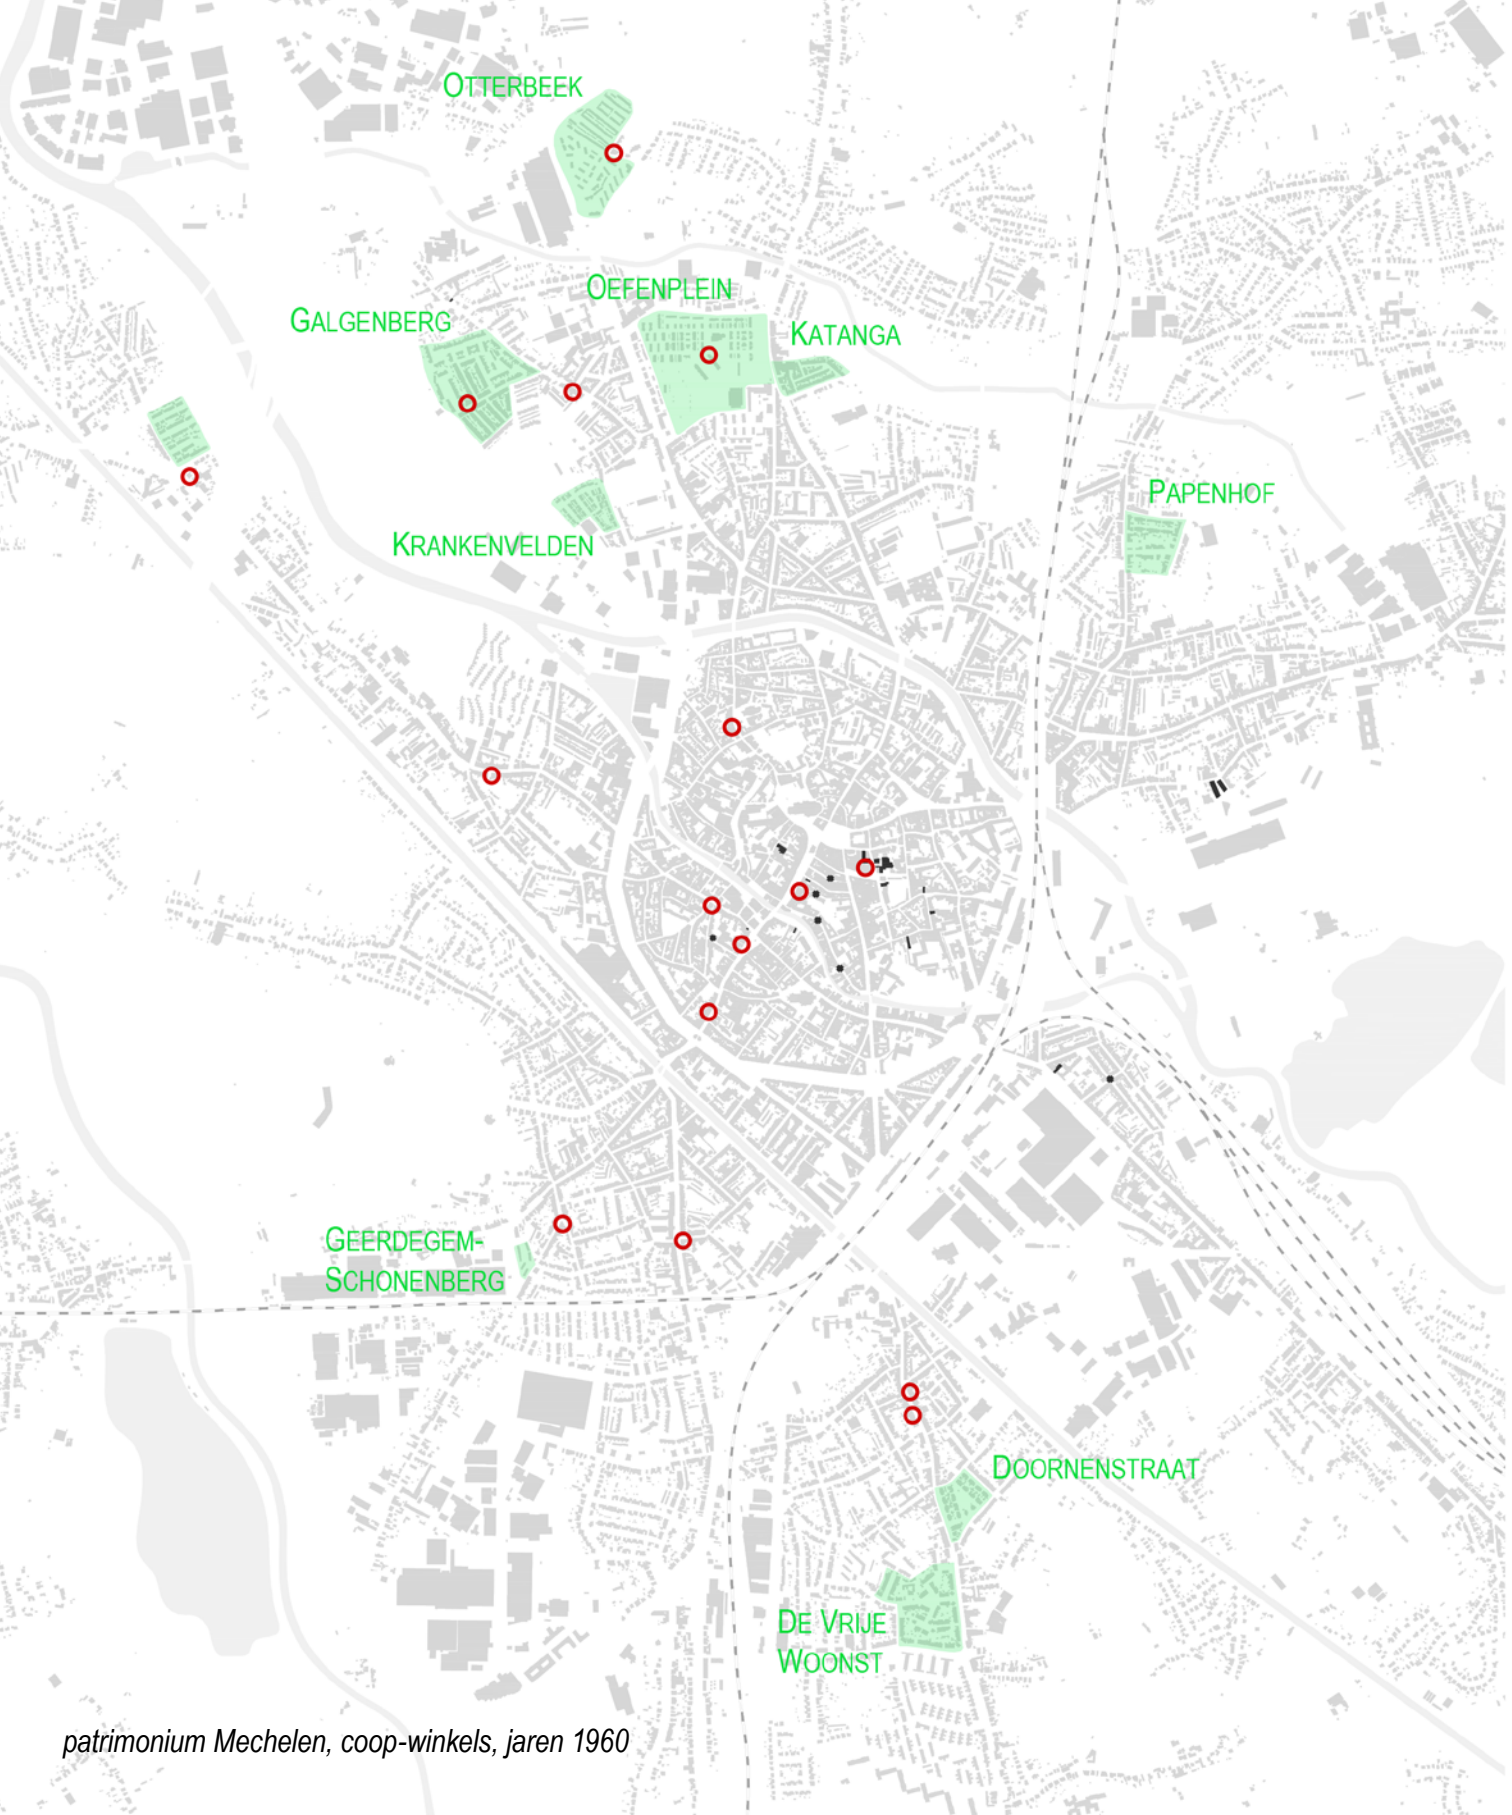 OTTERBEEK
OEFENPLEIN
GALGENBERG
KATANGA
PAPENHOF
KRANKENVELDEN
GEERDEGEM-
SCHONENBERG
DOORNENSTRAAT
DE VRIJE
WOONST
patrimonium Mechelen, coop-winkels, jaren 1960